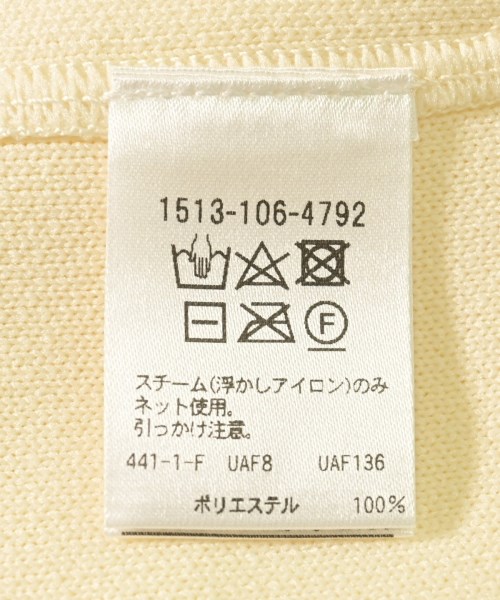 1513-106-4792
F
スチーム(浮かしアイロン)のみ
ネット使用。
引っかけ注意。
441-1-F UAF8 UAF136
ポリエステル 100%